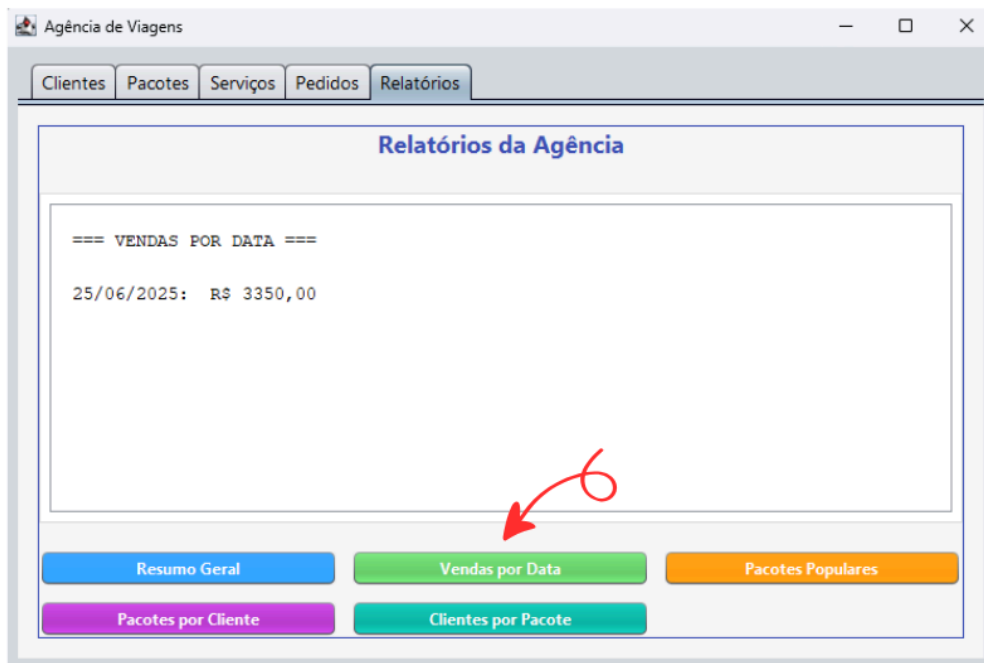 Agência de Viagens
Clientes Pacotes Serviços Pedidos Relatórios
Relatórios da Agência
=== VENDAS POR DATA ===
25/06/2025: R$ 3350,00
Resumo Geral Vendas por Data Pacotes Populares
Pacotes por Cliente Clientes por Pacote